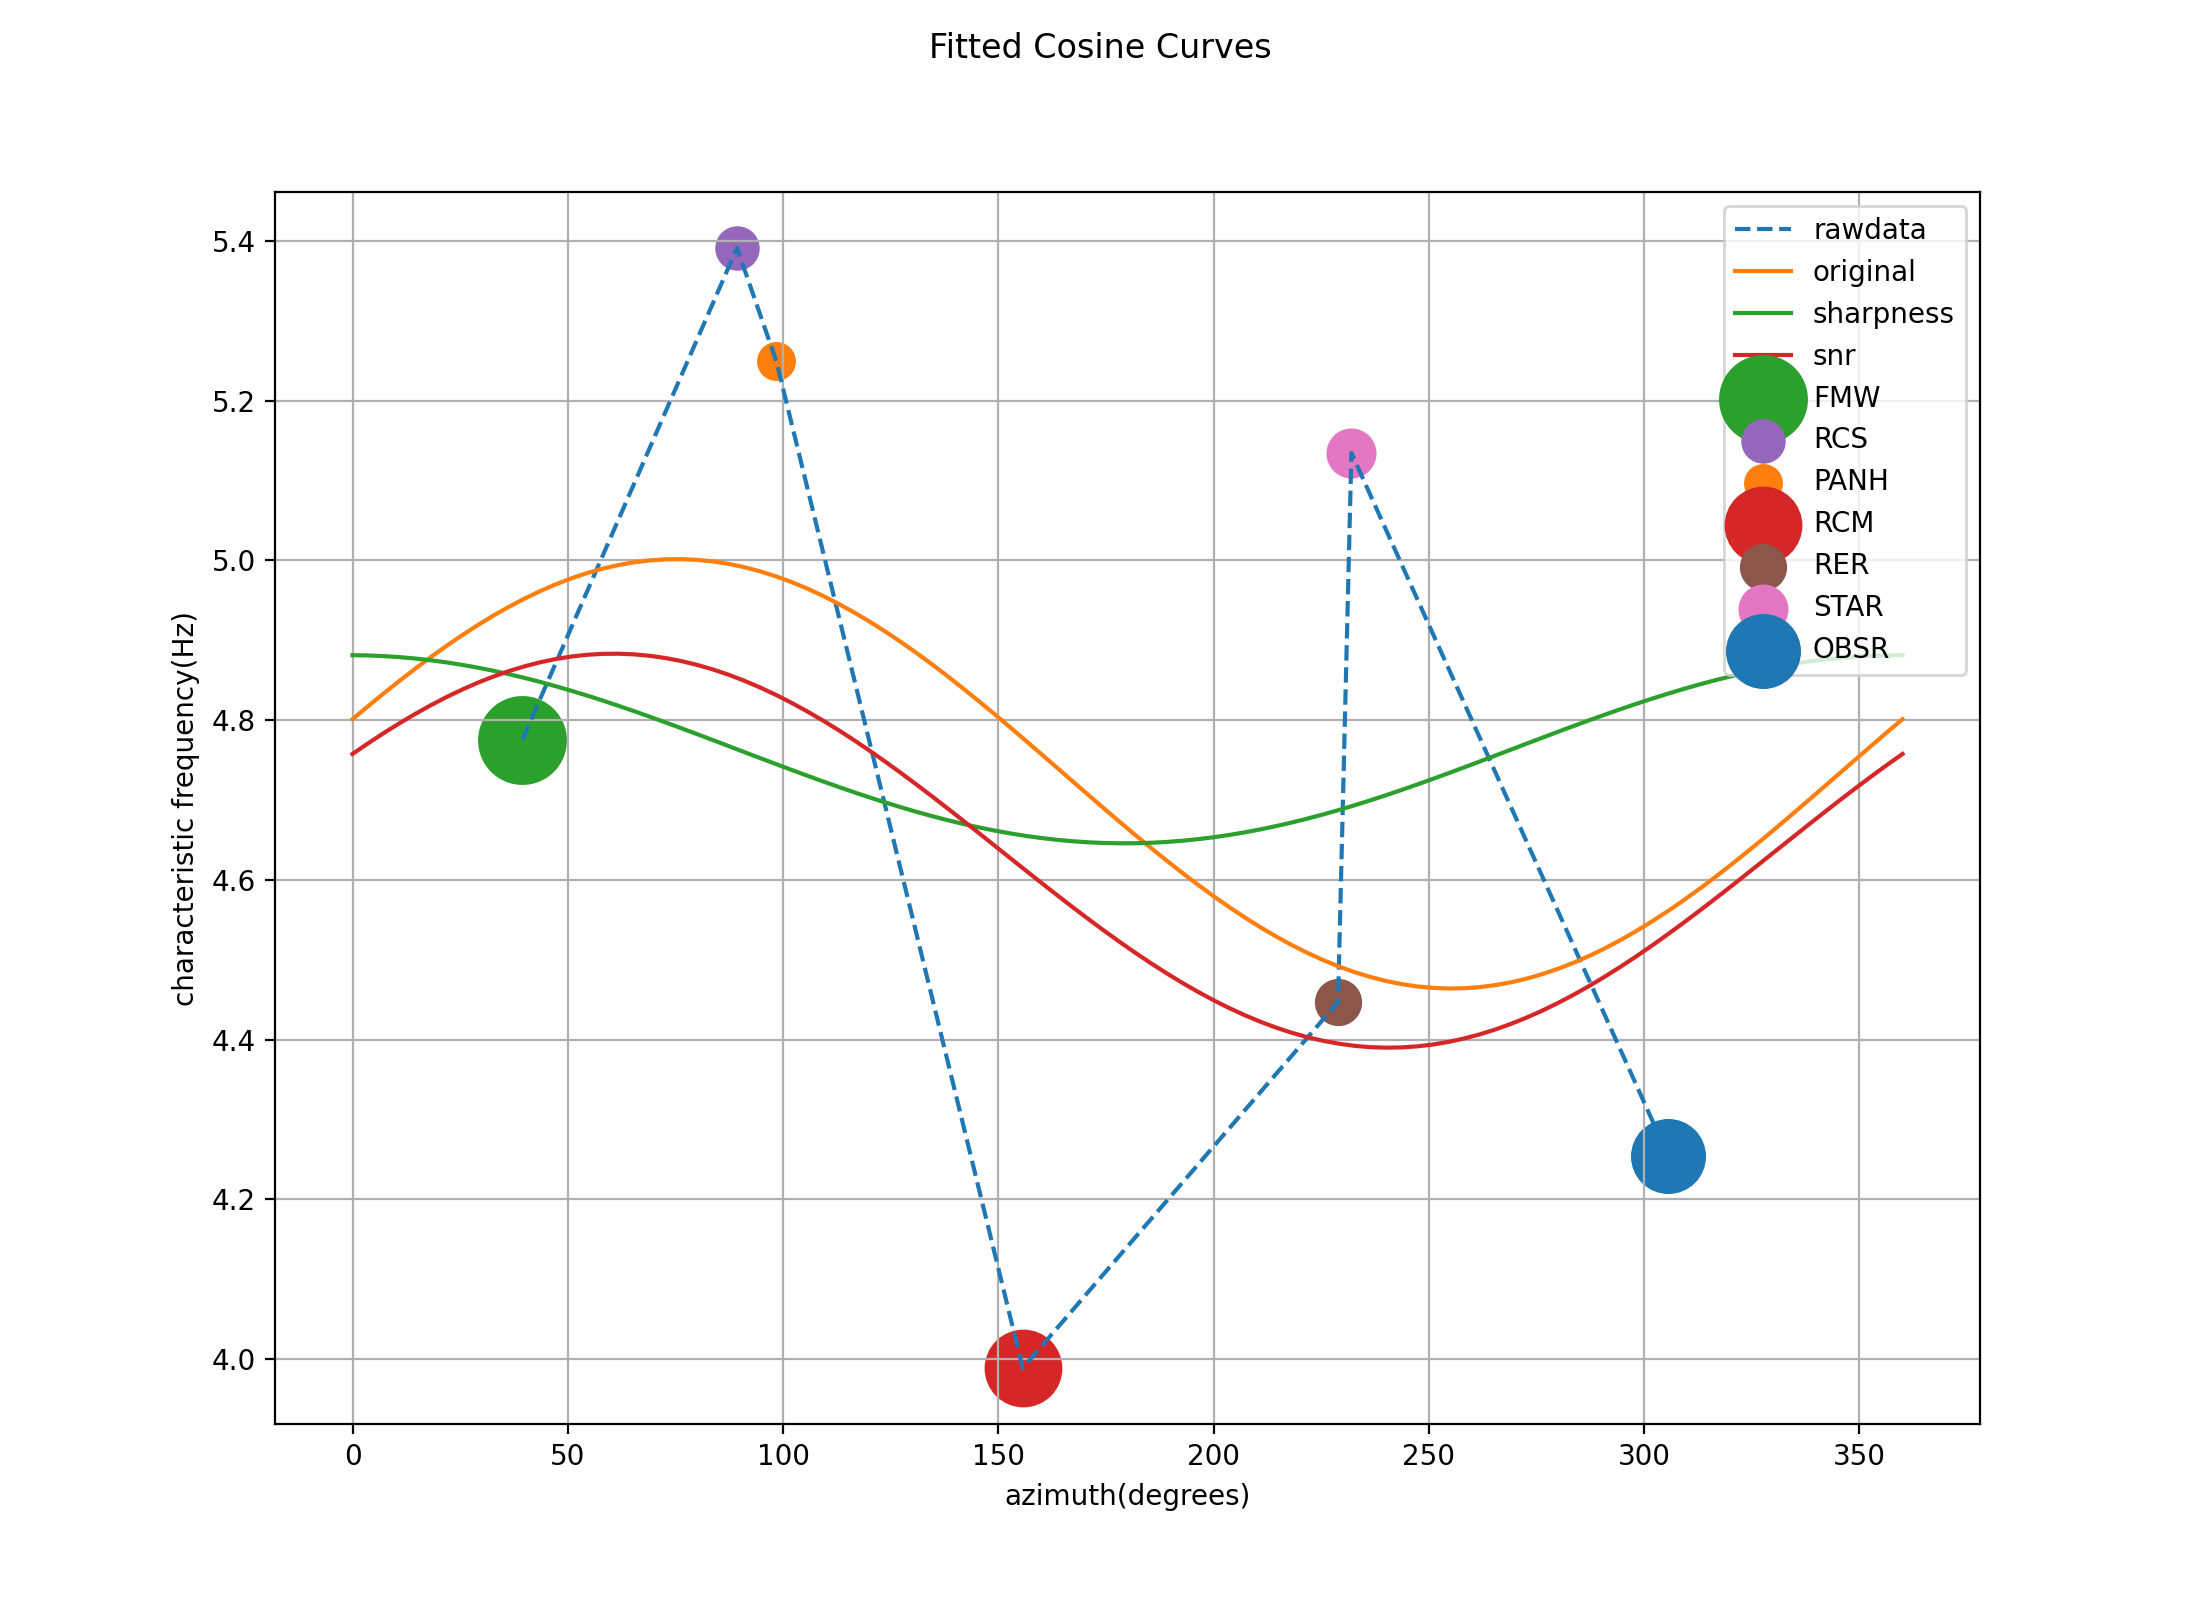 Fitted Cosine Curves
rawdata
original
sharpness
snr
FMW
RCS
PANH
RCM
RER
STAR
OBSR
characteristic frequency(Hz)
5.4
5.2
5.0
4.8
4.6
4.4
4.2
4.0
0 50 100 150 200 250 300 350
azimuth(degrees)